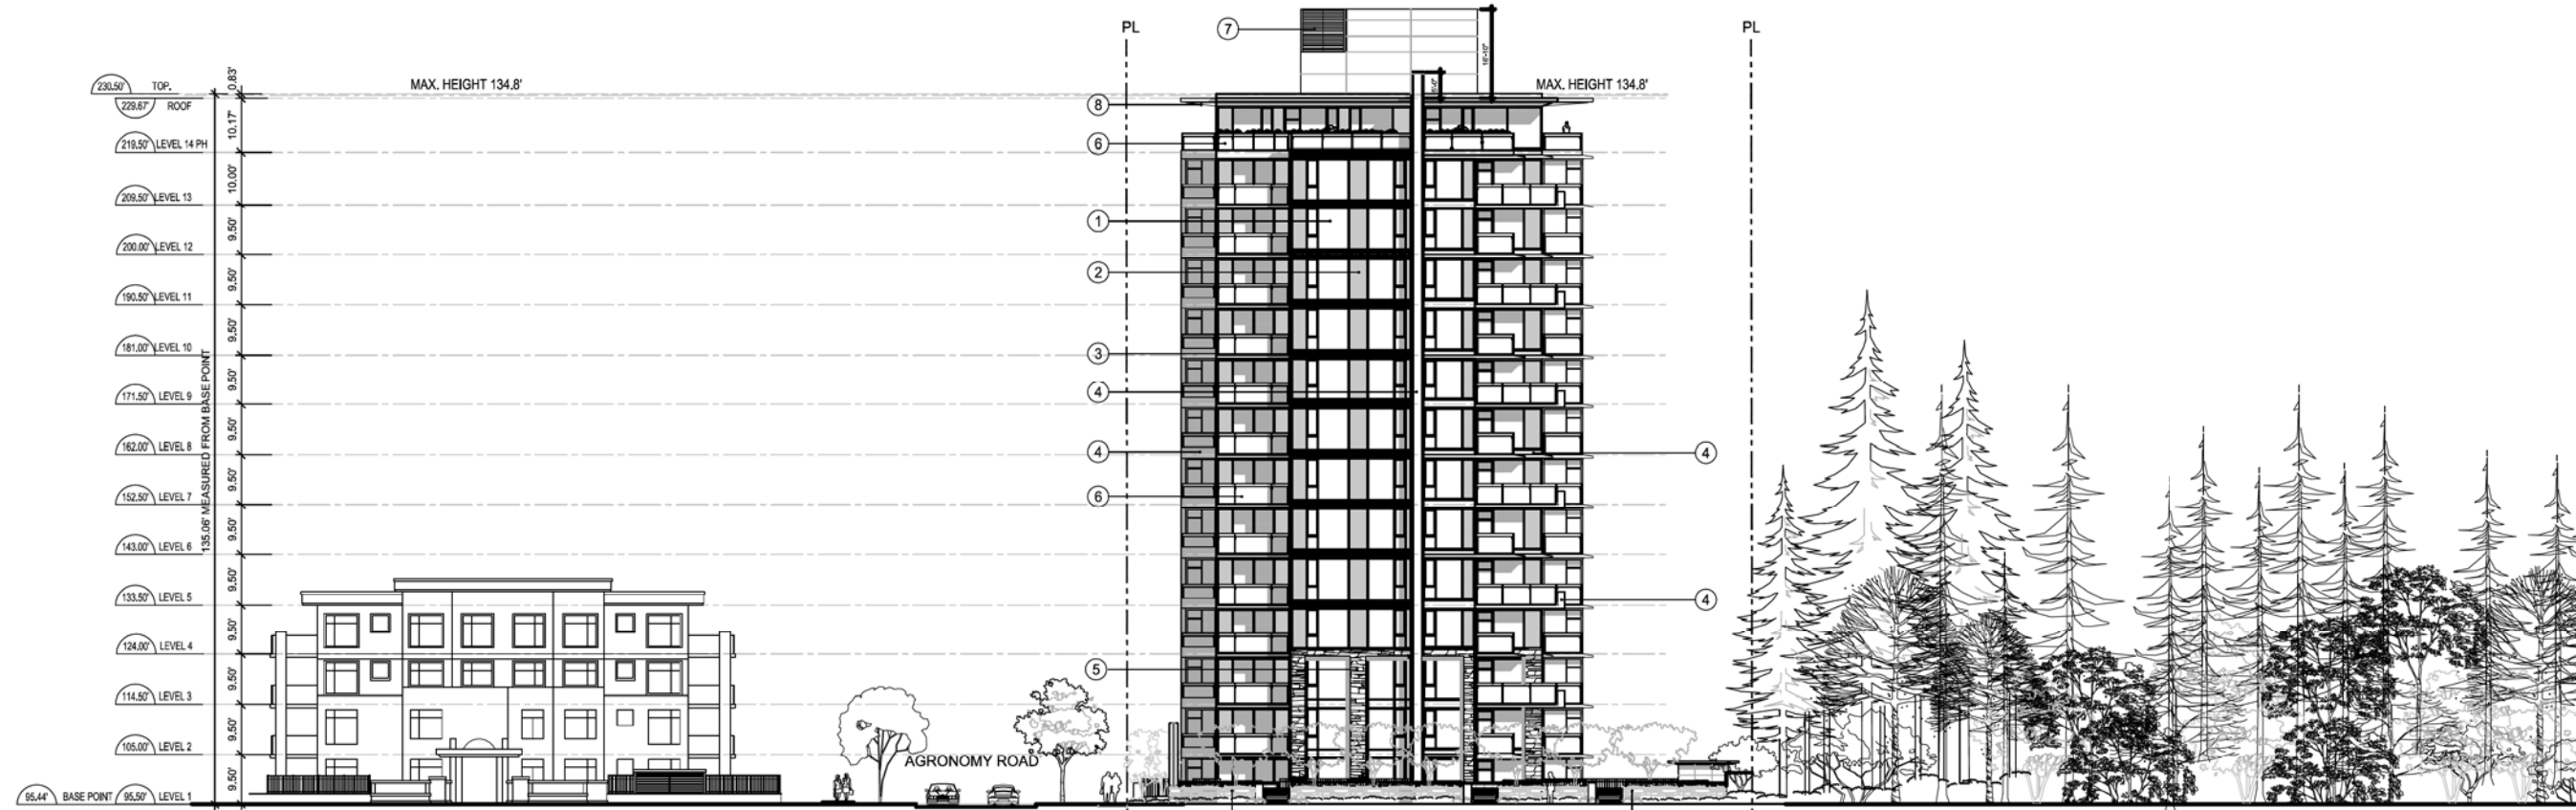 PL
PL
7
16'-10"
230.50' TOP.
0.83'
MAX. HEIGHT 134.8'
MAX. HEIGHT 134.8'
229.67' ROOF
8
10.17'
219.50' LEVEL 14 PH
6
10.00'
209.50' LEVEL 13
1
9.50'
200.00' LEVEL 12
2
9.50'
190.50' LEVEL 11
9.50'
181.00' LEVEL 10
3
9.50'
171.50' LEVEL 9
4
9.50'
162.00' LEVEL 8
4
4
9.50'
152.50' LEVEL 7
6
9.50'
143.00' LEVEL 6
135.06' MEASURED FROM BASE POINT
9.50'
133.50' LEVEL 5
4
9.50'
124.00' LEVEL 4
5
9.50'
114.50' LEVEL 3
9.50'
105.00' LEVEL 2
AGRONOMY ROAD
9.50'
95.44' BASE POINT 95.50' LEVEL 1